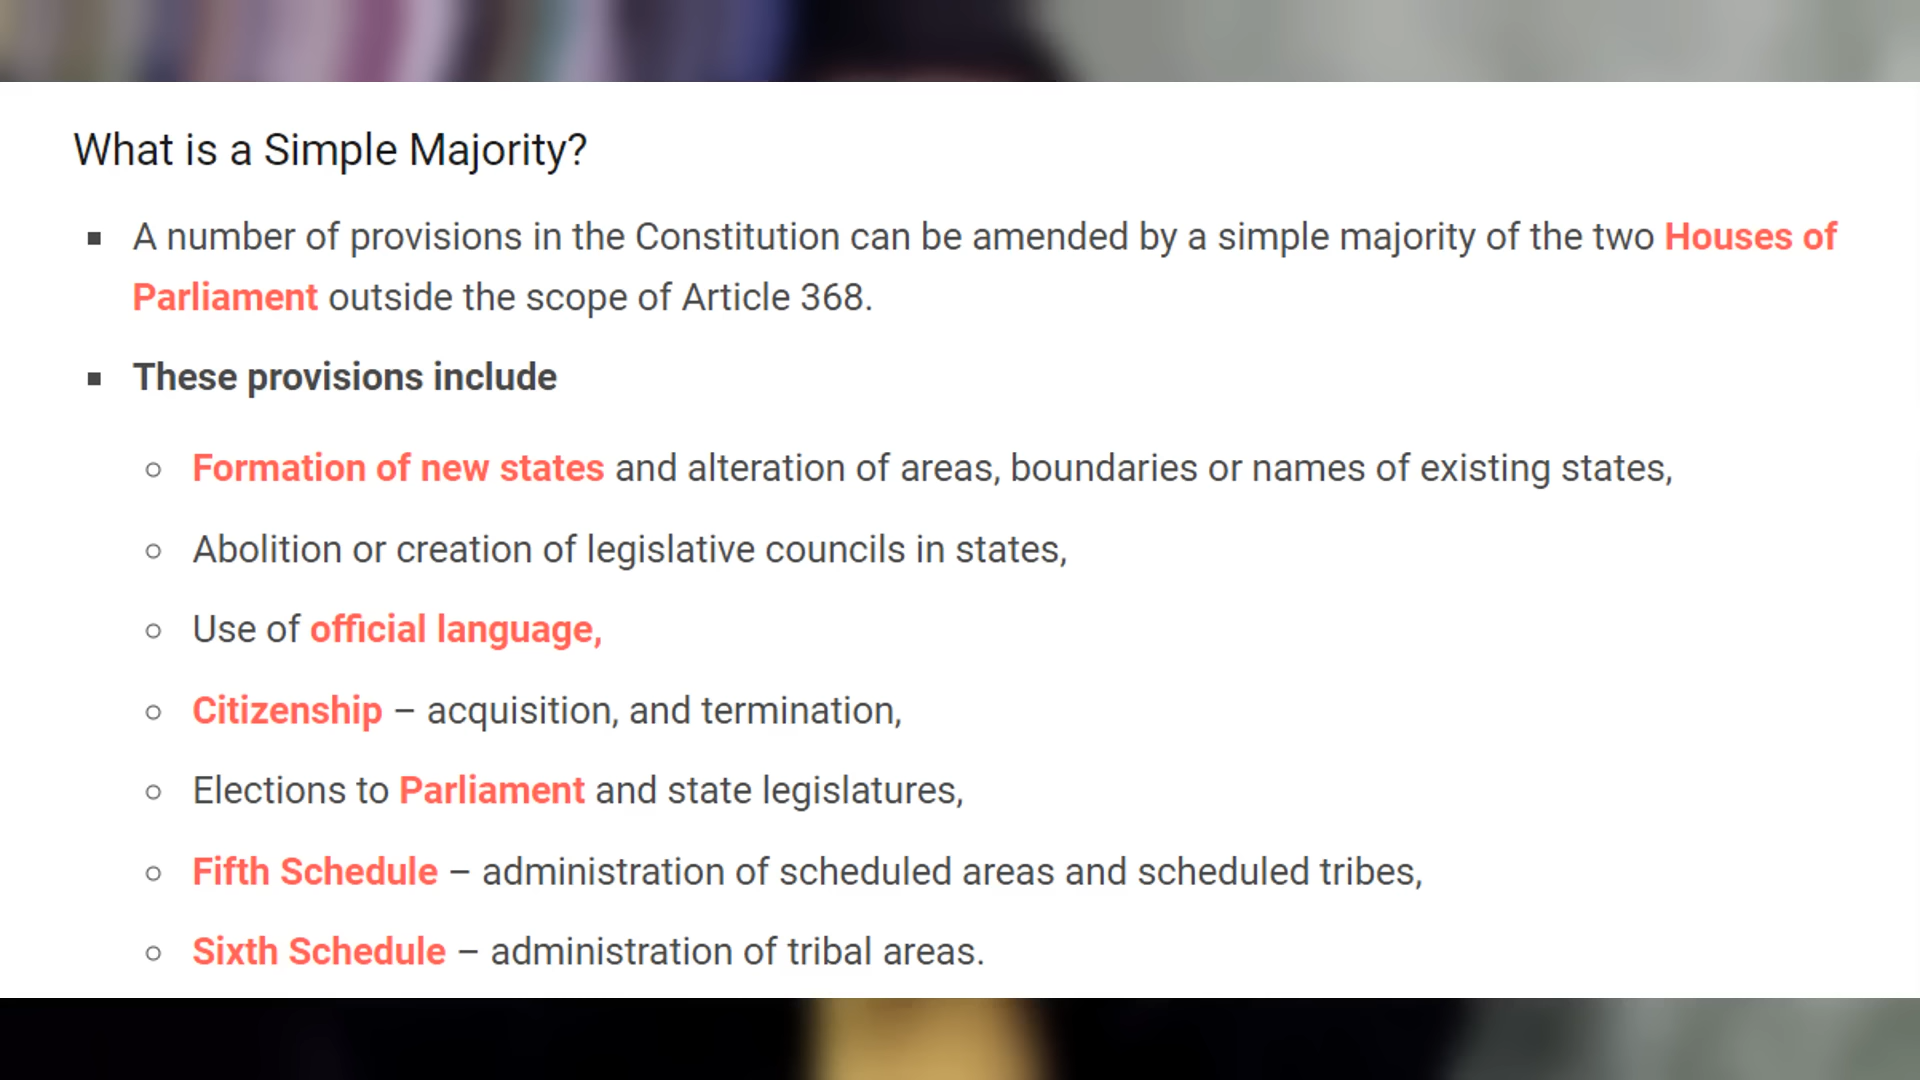 What is a Simple Majority?
▪ A number of provisions in the Constitution can be amended by a simple majority of the two Houses of
Parliament outside the scope of Article 368.
▪ These provisions include
○ Formation of new states and alteration of areas, boundaries or names of existing states,
○ Abolition or creation of legislative councils in states,
○ Use of official language,
○ Citizenship – acquisition, and termination,
○ Elections to Parliament and state legislatures,
○ Fifth Schedule – administration of scheduled areas and scheduled tribes,
○ Sixth Schedule – administration of tribal areas.